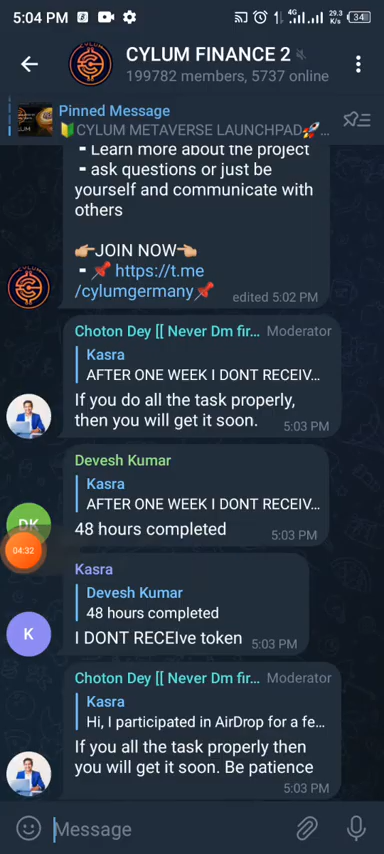 5:04 PM
4G
29.3
K/s
34
CYLUM FINANCE 2
199782 members, 5737 online
Pinned Message
🔰CYLUM METAVERSE LAUNCHPAD🚀...
- Learn more about the project
- ask questions or just be
yourself and communicate with
others
👉🏼JOIN NOW👈🏼
- 📌 https://t.me
/cylumgermany📌
edited 5:02 PM
Choton Dey [[ Never Dm fir... Moderator
Kasra
AFTER ONE WEEK I DONT RECEIV...
If you do all the task properly,
then you will get it soon. 5:03 PM
Devesh Kumar
Kasra
AFTER ONE WEEK I DONT RECEIV...
48 hours completed 5:03 PM
DK
04:32
Kasra
Devesh Kumar
48 hours completed
I DONT RECEIve token 5:03 PM
K
Choton Dey [[ Never Dm fir... Moderator
Kasra
Hi, I participated in AirDrop for a fe...
If you all the task properly then
you will get it soon. Be patience
5:03 PM
Message